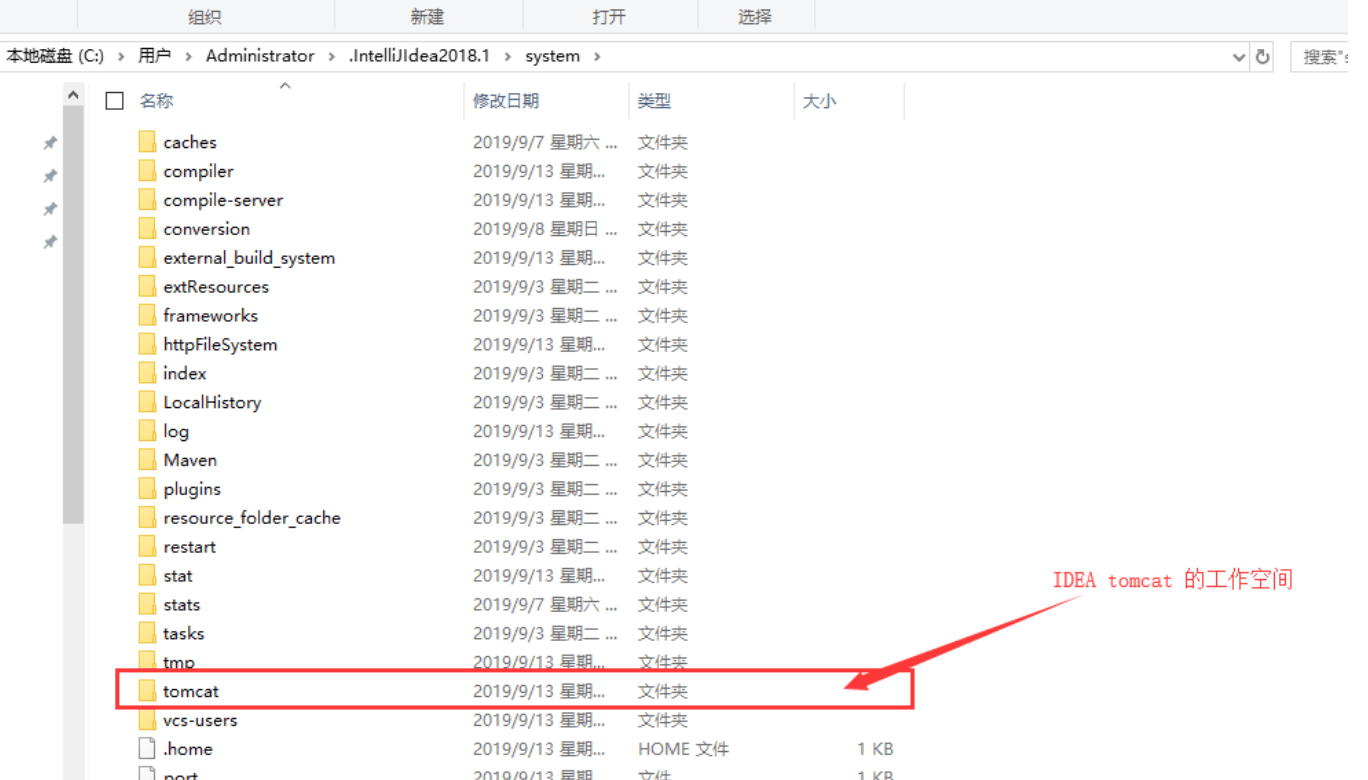 组织 新建 打开 选择
本地磁盘 (C:) › 用户 › Administrator › .IntelliJIdea2018.1 › system › 搜索"s
名称 修改日期 类型 大小
caches 2019/9/7 星期六 ... 文件夹
compiler 2019/9/13 星期... 文件夹
compile-server 2019/9/13 星期... 文件夹
conversion 2019/9/8 星期日 ... 文件夹
external_build_system 2019/9/13 星期... 文件夹
extResources 2019/9/3 星期二 ... 文件夹
frameworks 2019/9/3 星期二 ... 文件夹
httpFileSystem 2019/9/13 星期... 文件夹
index 2019/9/3 星期二 ... 文件夹
LocalHistory 2019/9/3 星期二 ... 文件夹
log 2019/9/13 星期... 文件夹
Maven 2019/9/3 星期二 ... 文件夹
plugins 2019/9/3 星期二 ... 文件夹
resource_folder_cache 2019/9/3 星期二 ... 文件夹
restart 2019/9/3 星期二 ... 文件夹
stat 2019/9/13 星期... 文件夹
IDEA tomcat 的工作空间
stats 2019/9/7 星期六 ... 文件夹
tasks 2019/9/3 星期二 ... 文件夹
tmp 2019/9/13 星期... 文件夹
tomcat 2019/9/13 星期... 文件夹
vcs-users 2019/9/13 星期... 文件夹
.home 2019/9/13 星期... HOME 文件 1 KB
port 2019/9/13 星期... 文件 1 KB